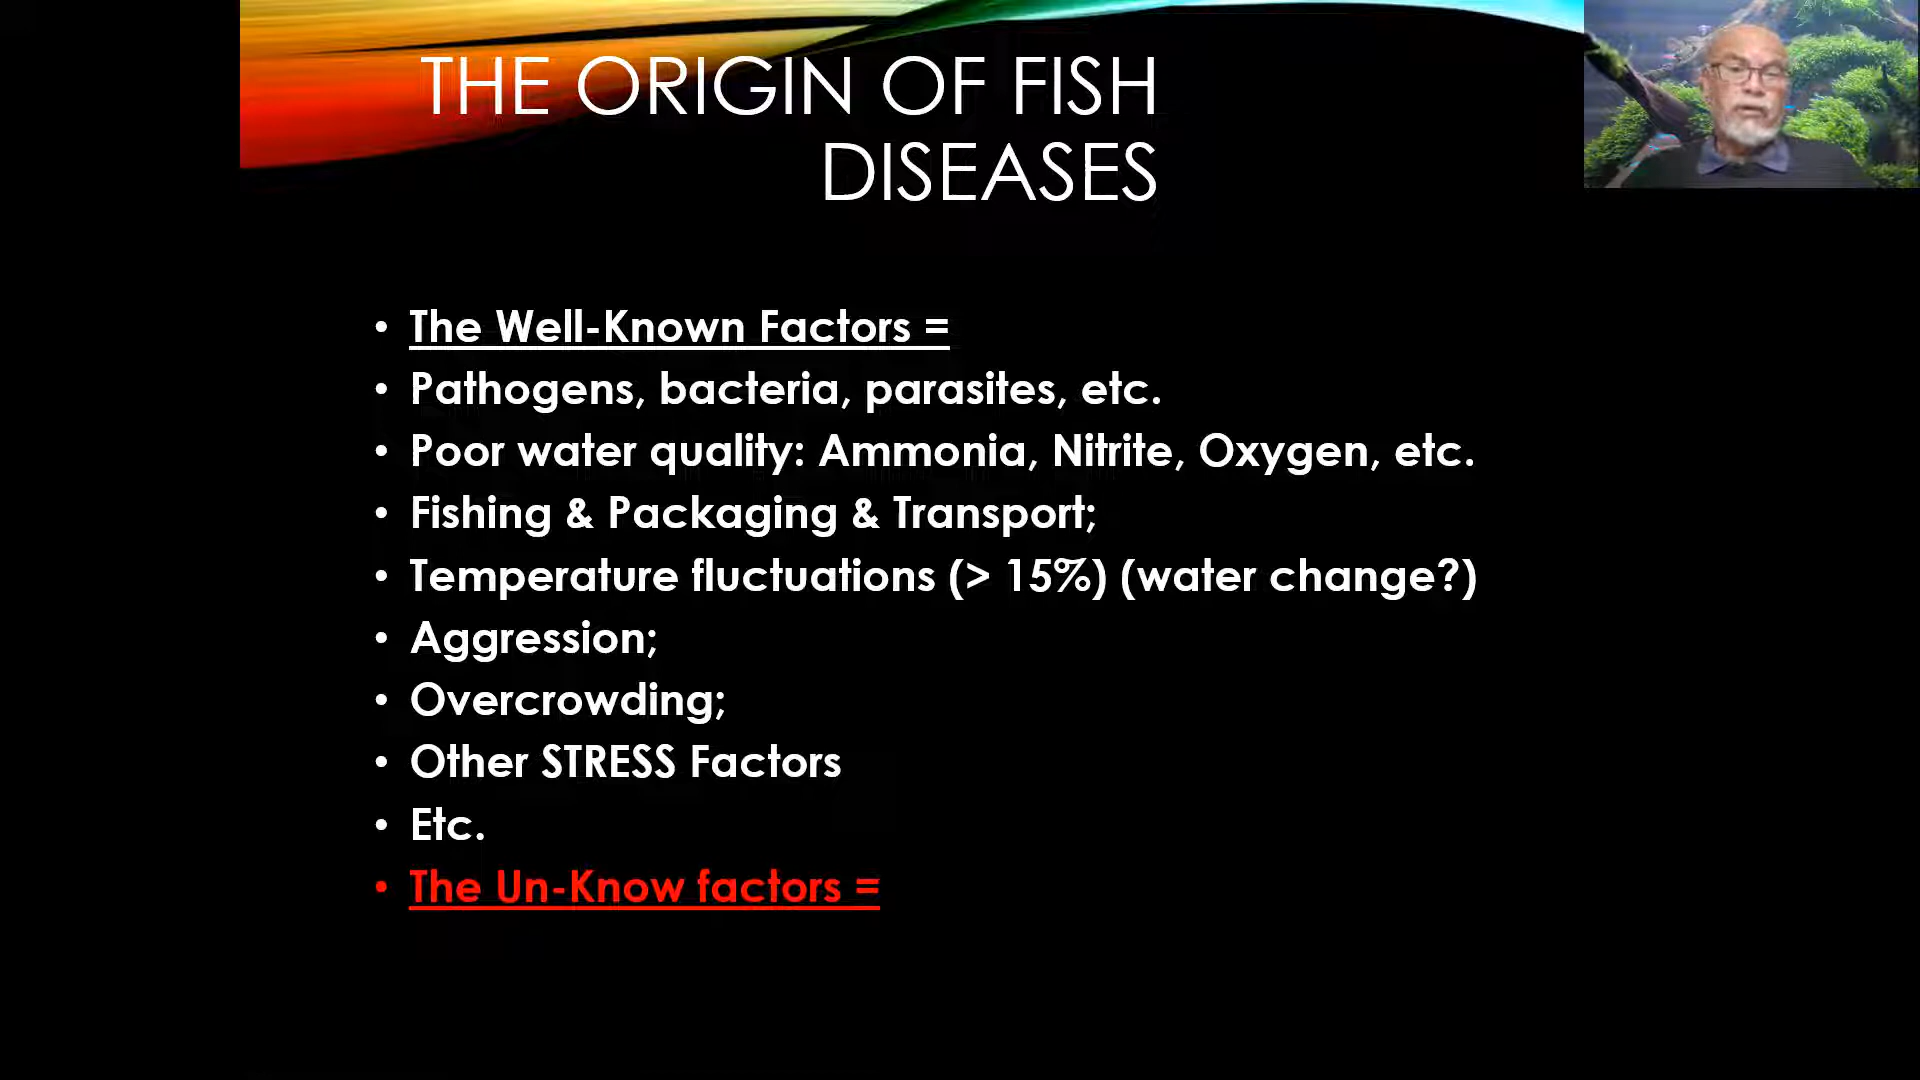 THE ORIGIN OF FISH
DISEASES
• The Well-Known Factors =
• Pathogens, bacteria, parasites, etc.
• Poor water quality: Ammonia, Nitrite, Oxygen, etc.
• Fishing & Packaging & Transport;
• Temperature fluctuations (> 15%) (water change?)
• Aggression;
• Overcrowding;
• Other STRESS Factors
• Etc.
• The Un-Know factors =